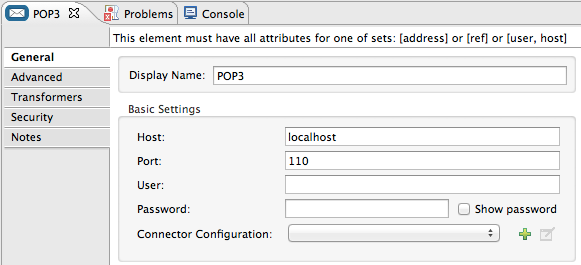 POP3 Problems Console
This element must have all attributes for one of sets: [address] or [ref] or [user, host]
General
Advanced
Transformers
Security
Notes
Display Name: POP3
Basic Settings
Host: localhost
Port: 110
User:
Password: Show password
Connector Configuration: